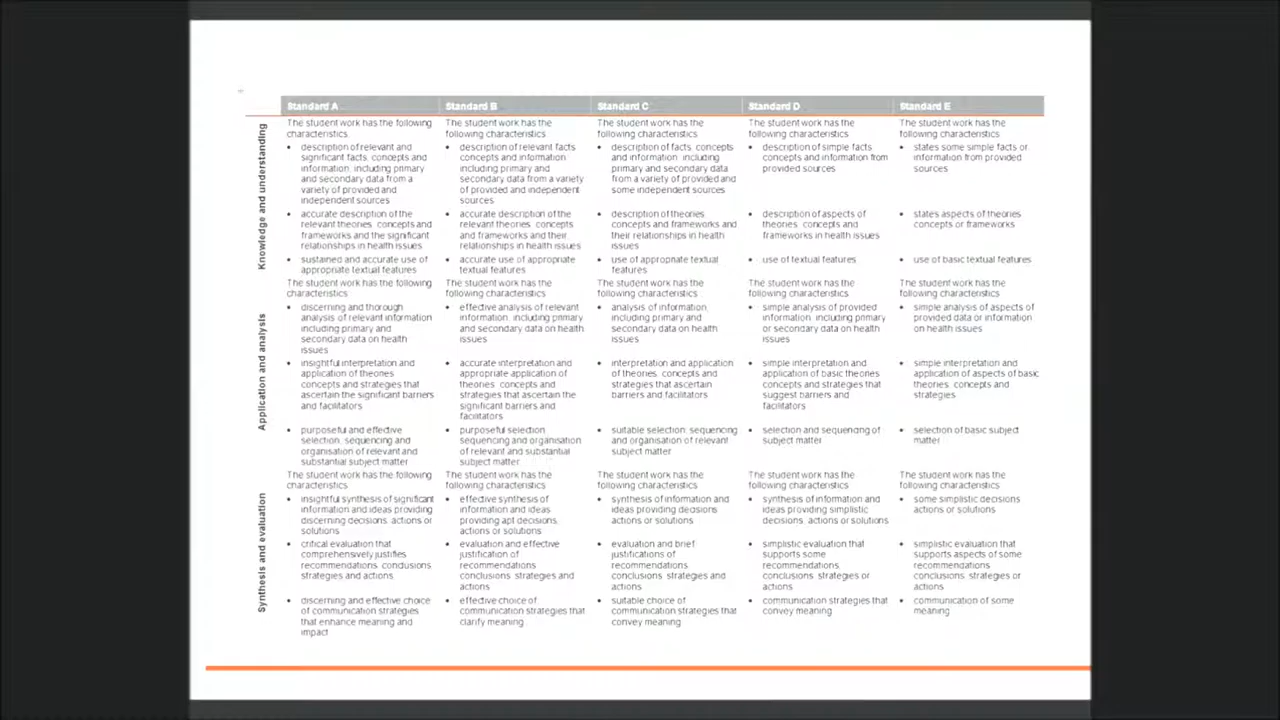 Standard A
Standard B
Standard C
Standard D
Standard E
Knowledge and understanding
The student work has the following
characteristics
• description of relevant and
significant facts, concepts and
information, including primary
and secondary data from a
variety of provided and
independent sources
• accurate description of the
relevant theories, concepts and
frameworks and the significant
relationships in health issues
• sustained and accurate use of
appropriate textual features
The student work has the
following characteristics
• description of relevant facts
concepts and information
including primary and
secondary data from a variety
of provided and independent
sources
• accurate description of the
relevant theories, concepts
and frameworks and their
relationships in health issues
• accurate use of appropriate
textual features
The student work has the
following characteristics
• description of facts, concepts
and information, including
primary and secondary data
from a variety of provided and
some independent sources
• description of theories,
concepts and frameworks and
their relationships in health
issues
• use of appropriate textual
features
The student work has the
following characteristics
• description of simple facts,
concepts and information from
provided sources
• description of aspects of
theories, concepts and
frameworks in health issues
• use of textual features
The student work has the
following characteristics
• states some simple facts or
information from provided
sources
• states aspects of theories
concepts or frameworks
• use of basic textual features
Application and analysis
The student work has the following
characteristics
• discerning and thorough
analysis of relevant information
including primary and
secondary data on health
issues
• insightful interpretation and
application of theories,
concepts and strategies that
ascertain the significant barriers
and facilitators
• purposeful and effective
selection, sequencing and
organisation of relevant and
substantial subject matter
The student work has the
following characteristics
• effective analysis of relevant
information, including primary
and secondary data on health
issues
• accurate interpretation and
appropriate application of
theories, concepts and
strategies that ascertain the
significant barriers and
facilitators
• purposeful selection,
sequencing and organisation
of relevant and substantial
subject matter
The student work has the
following characteristics
• analysis of information,
including primary and
secondary data on health
issues
• interpretation and application
of theories, concepts and
strategies that ascertain
barriers and facilitators
• suitable selection, sequencing
and organisation of relevant
subject matter
The student work has the
following characteristics
• simple analysis of provided
information, including primary
or secondary data on health
issues
• simple interpretation and
application of basic theories,
concepts and strategies that
suggest barriers and
facilitators
• selection and sequencing of
subject matter
The student work has the
following characteristics
• simple analysis of aspects of
provided data or information
on health issues
• simple interpretation and
application of aspects of basic
theories, concepts and
strategies
• selection of basic subject
matter
Synthesis and evaluation
The student work has the following
characteristics
• insightful synthesis of significant
information and ideas providing
discerning decisions, actions or
solutions
• critical evaluation that
comprehensively justifies
recommendations, conclusions,
strategies and actions
• discerning and effective choice
of communication strategies
that enhance meaning and
impact
The student work has the
following characteristics
• effective synthesis of
information and ideas
providing apt decisions,
actions or solutions
• evaluation and effective
justification of
recommendations,
conclusions, strategies and
actions
• effective choice of
communication strategies that
clarify meaning
The student work has the
following characteristics
• synthesis of information and
ideas providing decisions
actions or solutions
• evaluation and brief
justifications of
recommendations,
conclusions, strategies and
actions
• suitable choice of
communication strategies that
convey meaning
The student work has the
following characteristics
• synthesis of information and
ideas providing simplistic
decisions, actions or solutions
• simplistic evaluation that
supports some
recommendations,
conclusions, strategies or
actions
• communication strategies that
convey meaning
The student work has the
following characteristics
• some simplistic decisions
actions or solutions
• simplistic evaluation that
supports aspects of some
recommendations,
conclusions, strategies or
actions
• communication of some
meaning